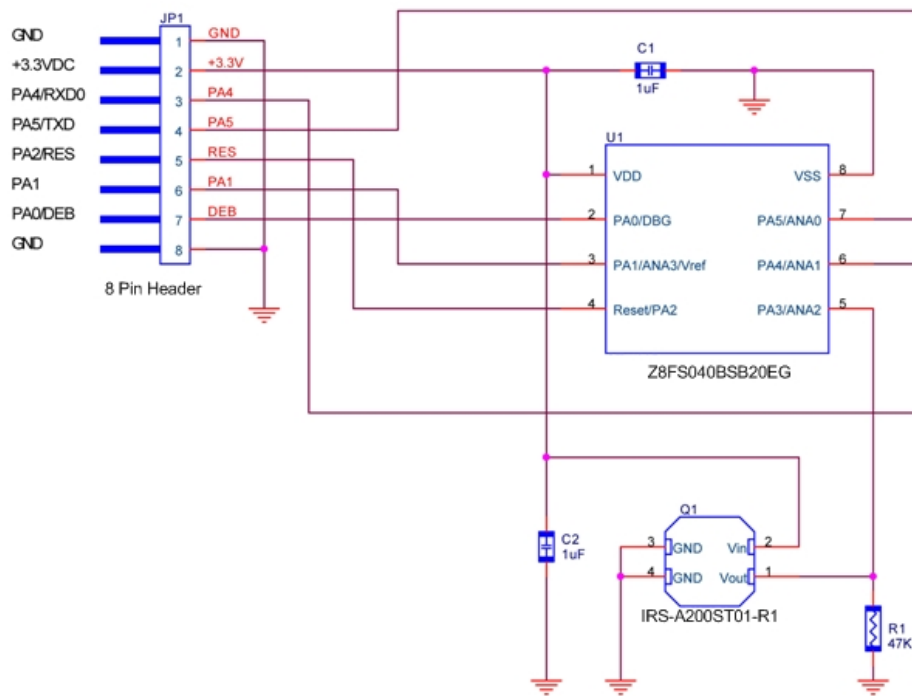 JP1
GND 1 GND
+3.3VDC 2 +3.3V
PA4/RXD0 3 PA4
PA5/TXD 4 PA5
PA2/RES 5 RES
PA1 6 PA1
PA0/DEB 7 DEB
GND 8
8 Pin Header
C1
1uF
U1
1 VDD VSS 8
2 PA0/DBG PA5/ANA0 7
3 PA1/ANA3/Vref PA4/ANA1 6
4 Reset/PA2 PA3/ANA2 5
Z8FS040BSB20EG
C2
1uF
Q1
3 GND Vin 2
4 GND Vout 1
IRS-A200ST01-R1
R1
47K